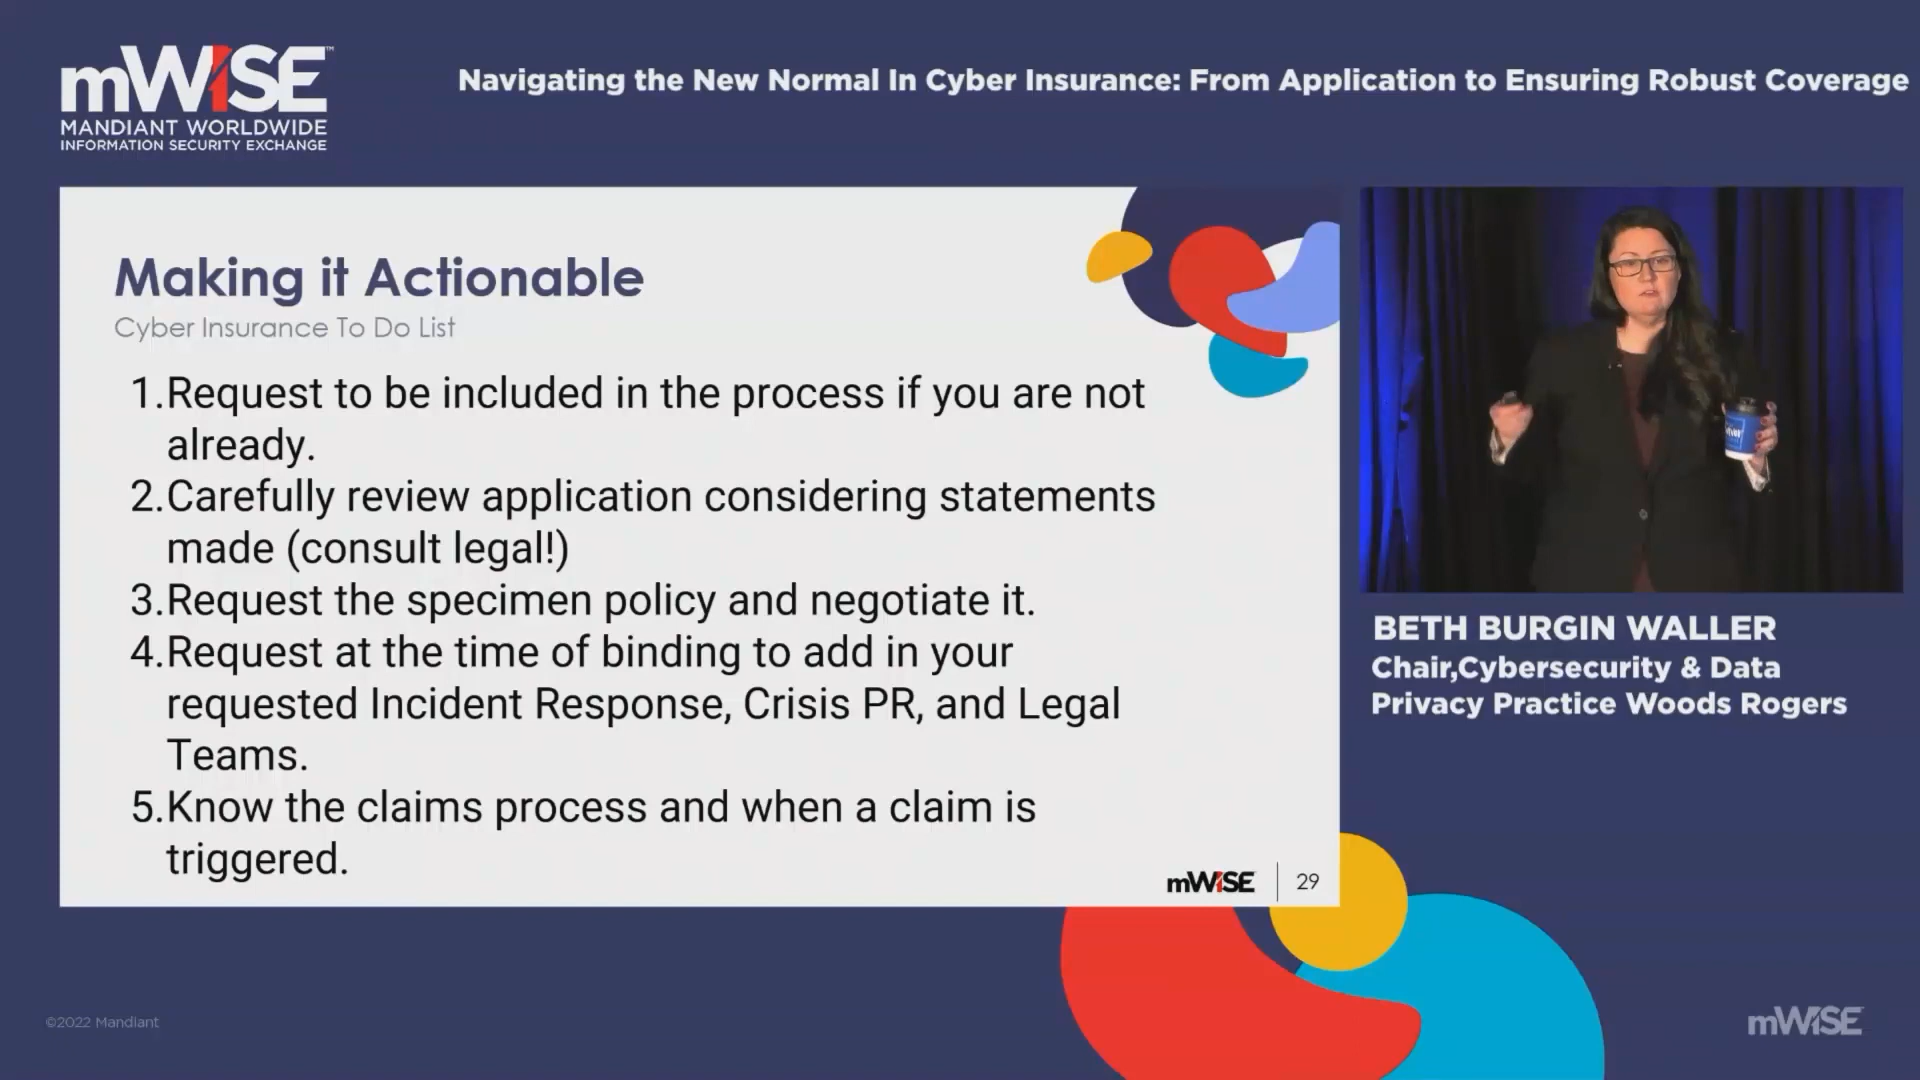 mWISE™
MANDIANT WORLDWIDE
INFORMATION SECURITY EXCHANGE
Navigating the New Normal In Cyber Insurance: From Application to Ensuring Robust Coverage
Making it Actionable
Cyber Insurance To Do List
1.Request to be included in the process if you are not
already.
2.Carefully review application considering statements
made (consult legal!)
3.Request the specimen policy and negotiate it.
4.Request at the time of binding to add in your
requested Incident Response, Crisis PR, and Legal
Teams.
5.Know the claims process and when a claim is
triggered.
mWISE
29
BETH BURGIN WALLER
Chair,Cybersecurity & Data
Privacy Practice Woods Rogers
©2022 Mandiant
mWISE